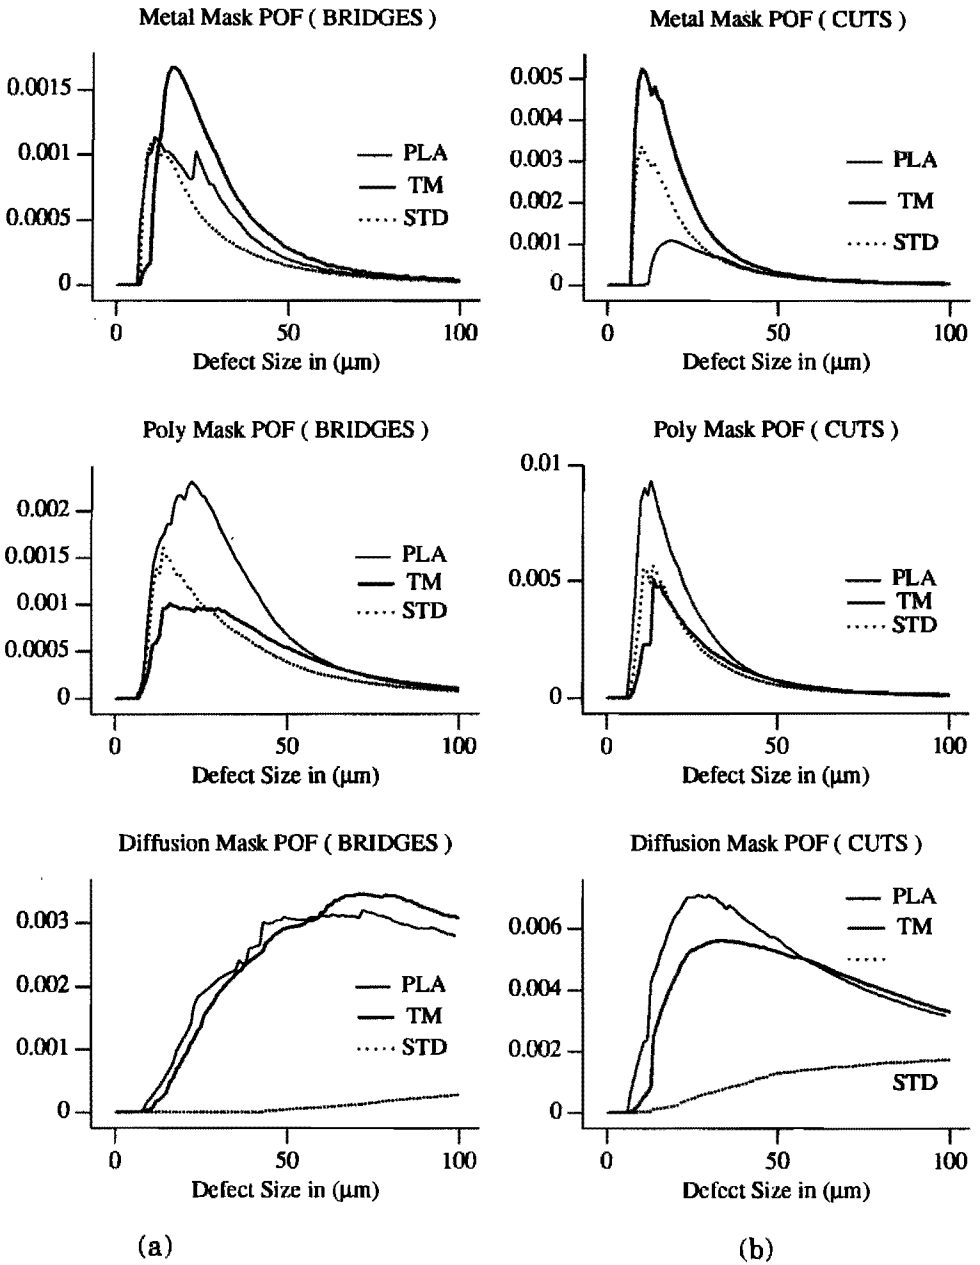 Metal Mask POF ( BRIDGES )
0.0015
0.001
0.0005
0
PLA
TM
STD
0 50 100
Defect Size in (μm)
Metal Mask POF ( CUTS )
0.005
0.004
0.003
0.002
0.001
0
PLA
TM
STD
0 50 100
Defect Size in (μm)
Poly Mask POF ( BRIDGES )
0.002
0.0015
0.001
0.0005
0
PLA
TM
STD
0 50 100
Defect Size in (μm)
Poly Mask POF ( CUTS )
0.01
0.005
0
PLA
TM
STD
0 50 100
Defect Size in (μm)
Diffusion Mask POF ( BRIDGES )
0.003
0.002
0.001
0
PLA
TM
STD
0 50 100
Defect Size in (μm)
Diffusion Mask POF ( CUTS )
0.006
0.004
0.002
0
PLA
TM
STD
0 50 100
Defect Size in (μm)
(a)
(b)